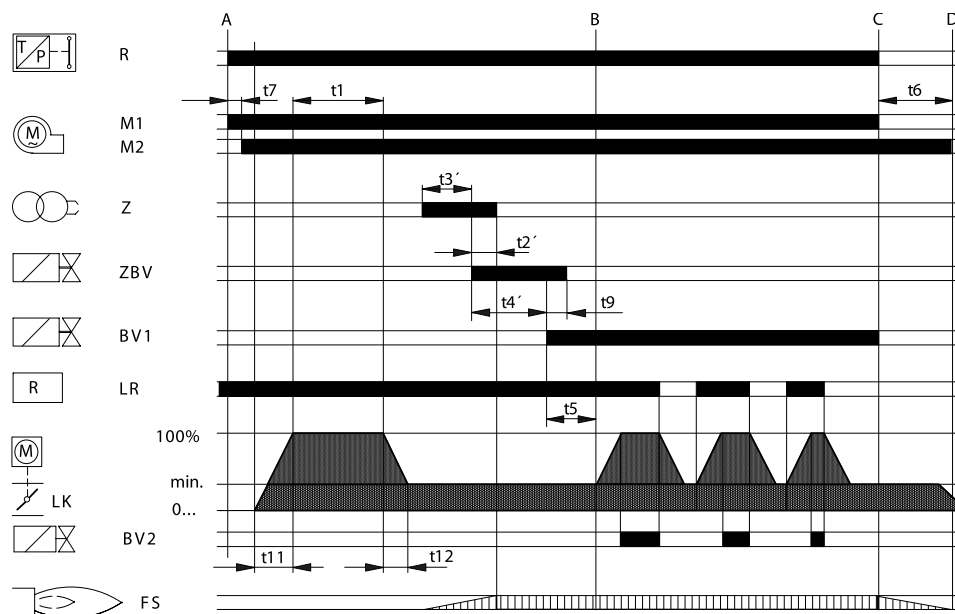 A B C D
T P R
t7 t1 t6
M1
M ~
M2
t3´
Z
t2´
ZBV
t4´ t9
BV1
R LR
t5
100%
M
min.
LK
0...
BV2
t11 t12
FS